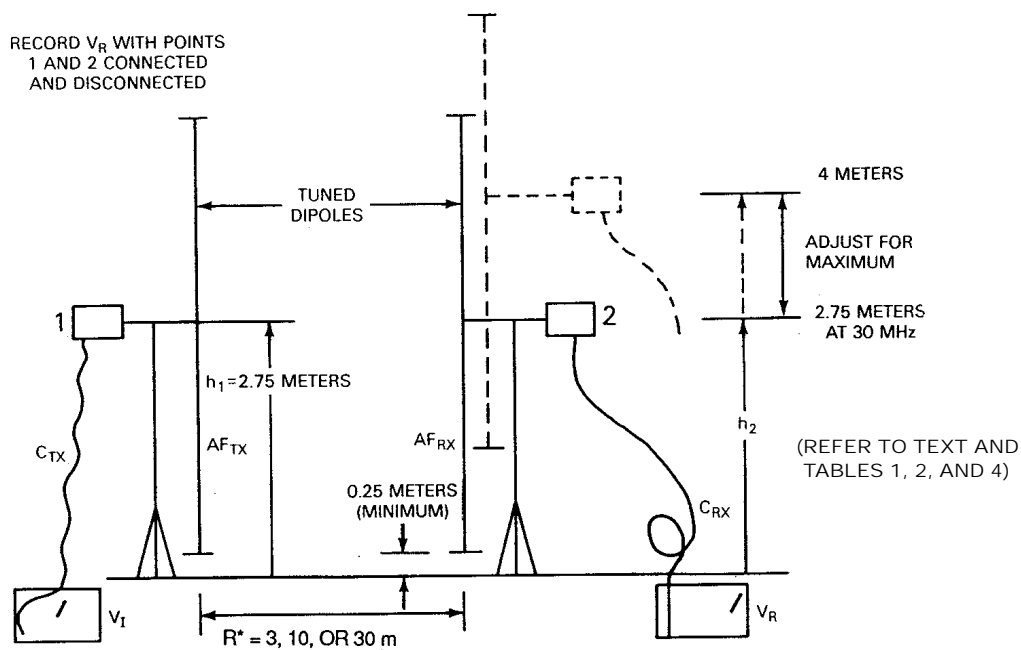 RECORD V_R WITH POINTS
1 AND 2 CONNECTED
AND DISCONNECTED
TUNED
DIPOLES
4 METERS
ADJUST FOR
MAXIMUM
2.75 METERS
AT 30 MHz
1
2
h₁=2.75 METERS
AF_TX
AF_RX
C_TX
h₂
(REFER TO TEXT AND
TABLES 1, 2, AND 4)
0.25 METERS
(MINIMUM)
C_RX
V_I
V_R
R* = 3, 10, OR 30 m